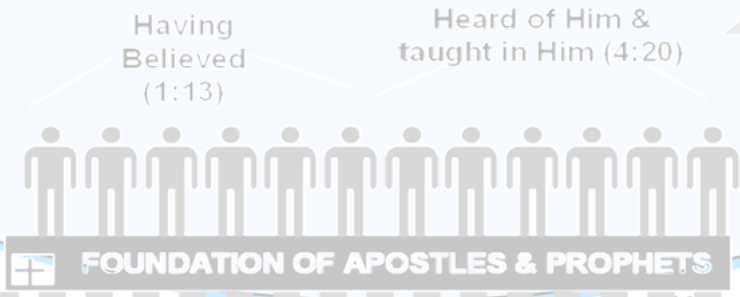 Having
Believed
(1:13)
Heard of Him &
taught in Him (4:20)
FOUNDATION OF APOSTLES & PROPHETS